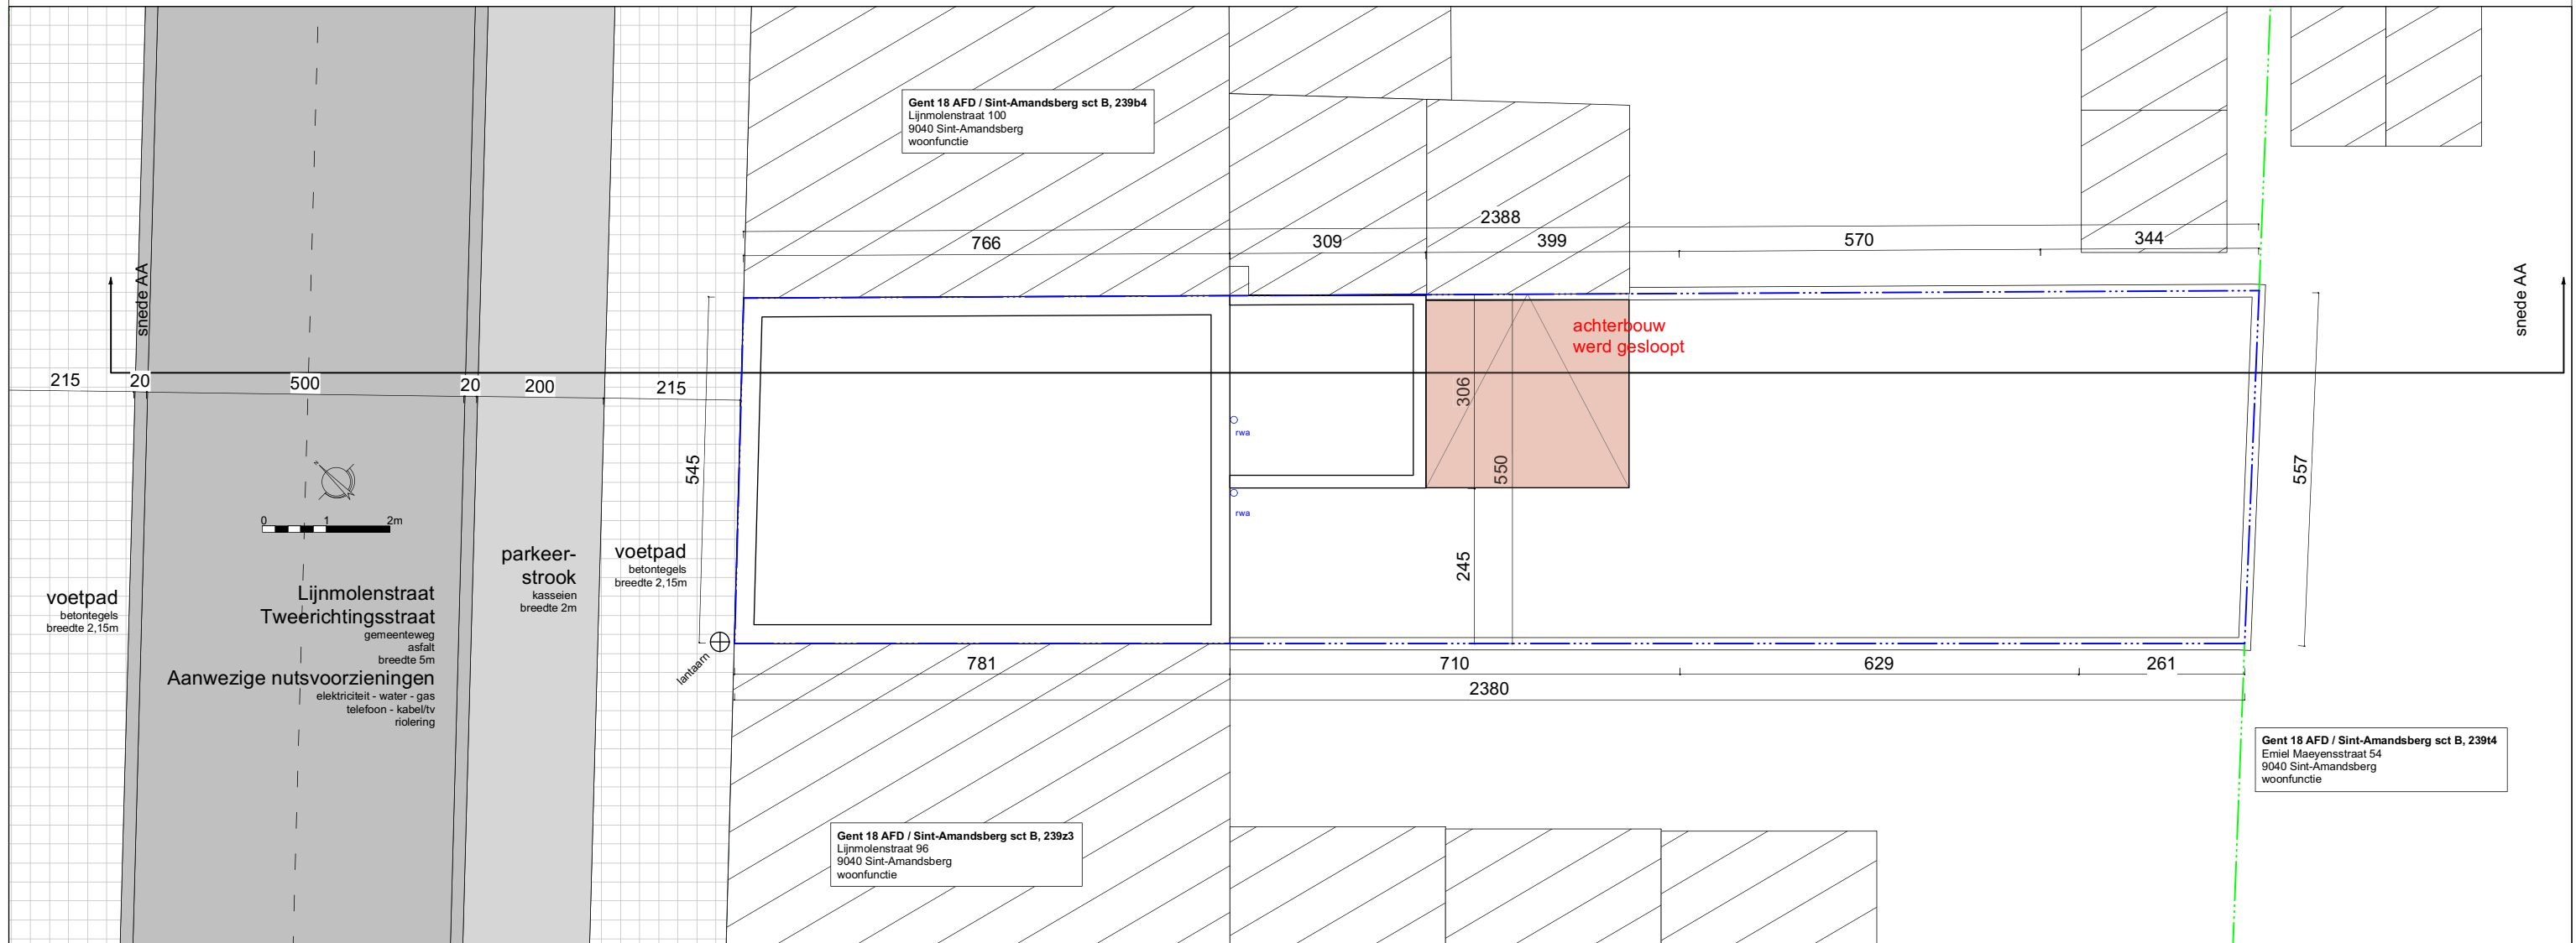 Gent 18 AFD / Sint-Amandsberg sct B, 239b4
Lijnmolenstraat 100
9040 Sint-Amandsberg
woonfunctie
2388
766
309
399
570
344
snede AA
snede AA
achterbouw
werd gesloopt
215
20
500
20
200
215
306
rwa
545
550
557
rwa
0 1 2m
245
parkeer-
strook
kasseien
breedte 2m
voetpad
betontegels
breedte 2,15m
voetpad
betontegels
breedte 2,15m
Lijnmolenstraat
Tweerichtingsstraat
gemeenteweg
asfalt
breedte 5m
Aanwezige nutsvoorzieningen
elektriciteit - water - gas
telefoon - kabel/tv
riolering
lantaarn
781
710
629
261
2380
Gent 18 AFD / Sint-Amandsberg sct B, 239t4
Emiel Maeyensstraat 54
9040 Sint-Amandsberg
woonfunctie
Gent 18 AFD / Sint-Amandsberg sct B, 239z3
Lijnmolenstraat 96
9040 Sint-Amandsberg
woonfunctie